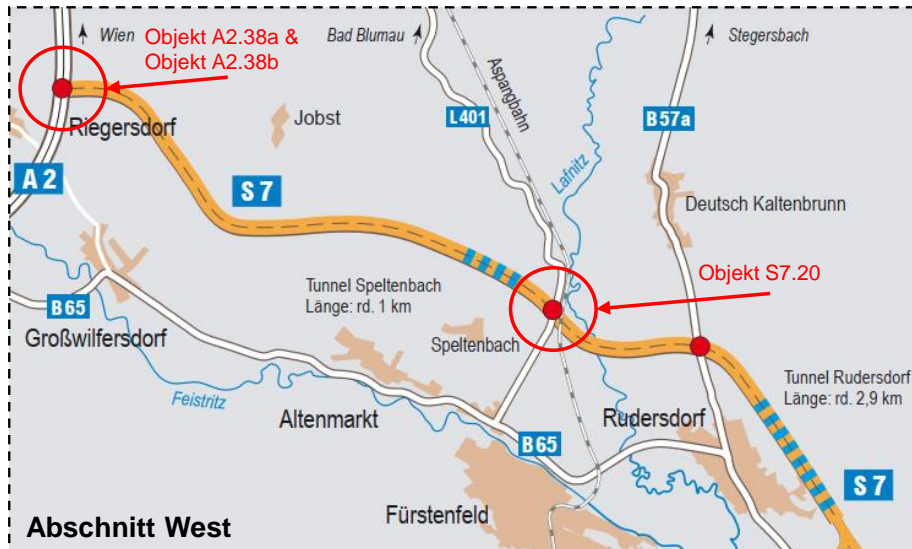 Wien
Objekt A2.38a &
Objekt A2.38b
Bad Blumau
Stegersbach
Aspangbahn
Jobst
L401
B57a
Riegersdorf
Lafnitz
A 2
S 7
Deutsch Kaltenbrunn
Tunnel Speltenbach
Länge: rd. 1 km
Objekt S7.20
B65
Großwilfersdorf
Speltenbach
Feistritz
Altenmarkt
Rudersdorf
Tunnel Rudersdorf
Länge: rd. 2,9 km
B65
S 7
Fürstenfeld
Abschnitt West